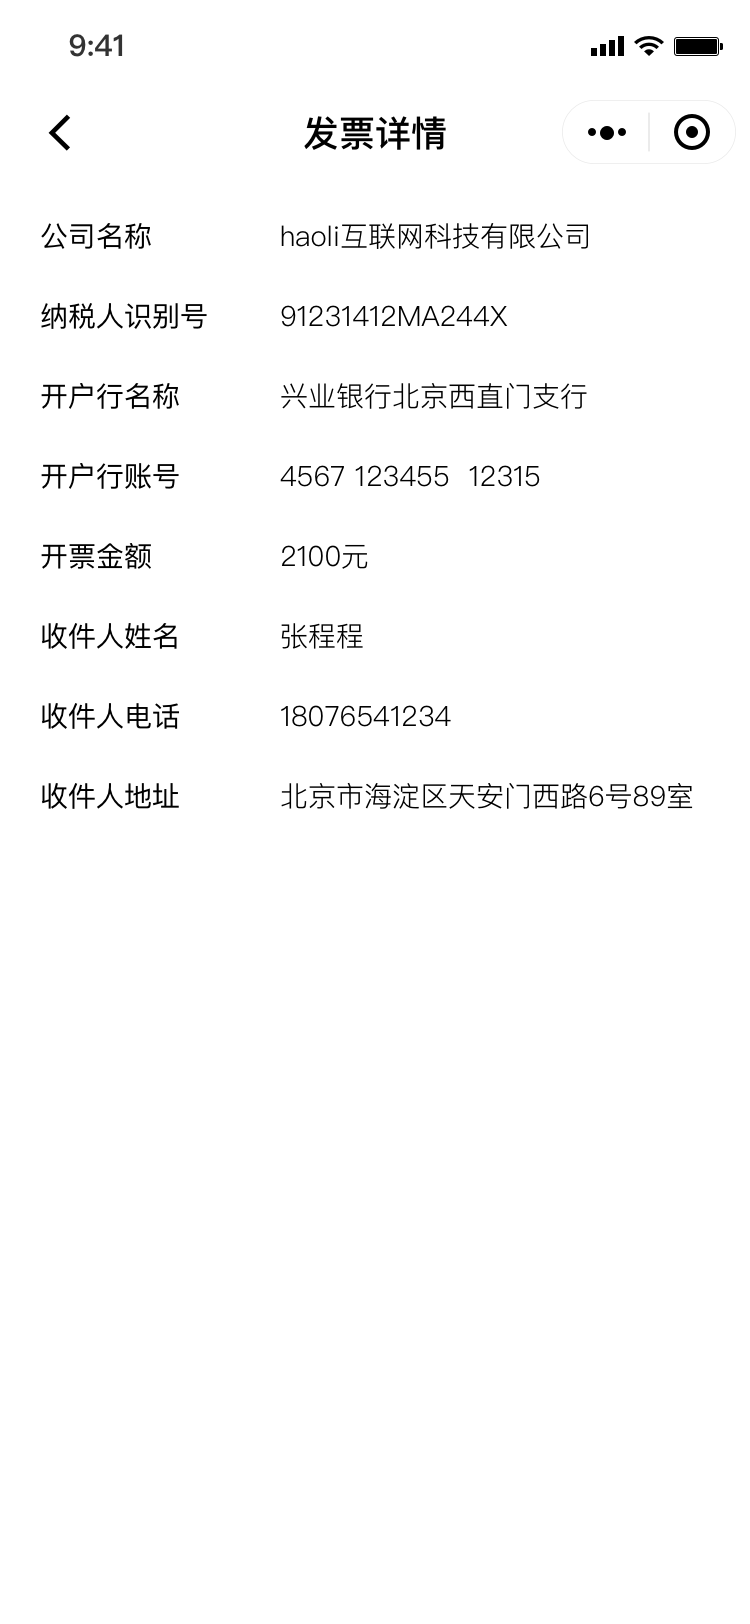 9:41
发票详情
公司名称 haoli互联网科技有限公司
纳税人识别号 91231412MA244X
开户行名称 兴业银行北京西直门支行
开户行账号 4567 123455  12315
开票金额 2100元
收件人姓名 张程程
收件人电话 18076541234
收件人地址 北京市海淀区天安门西路6号89室